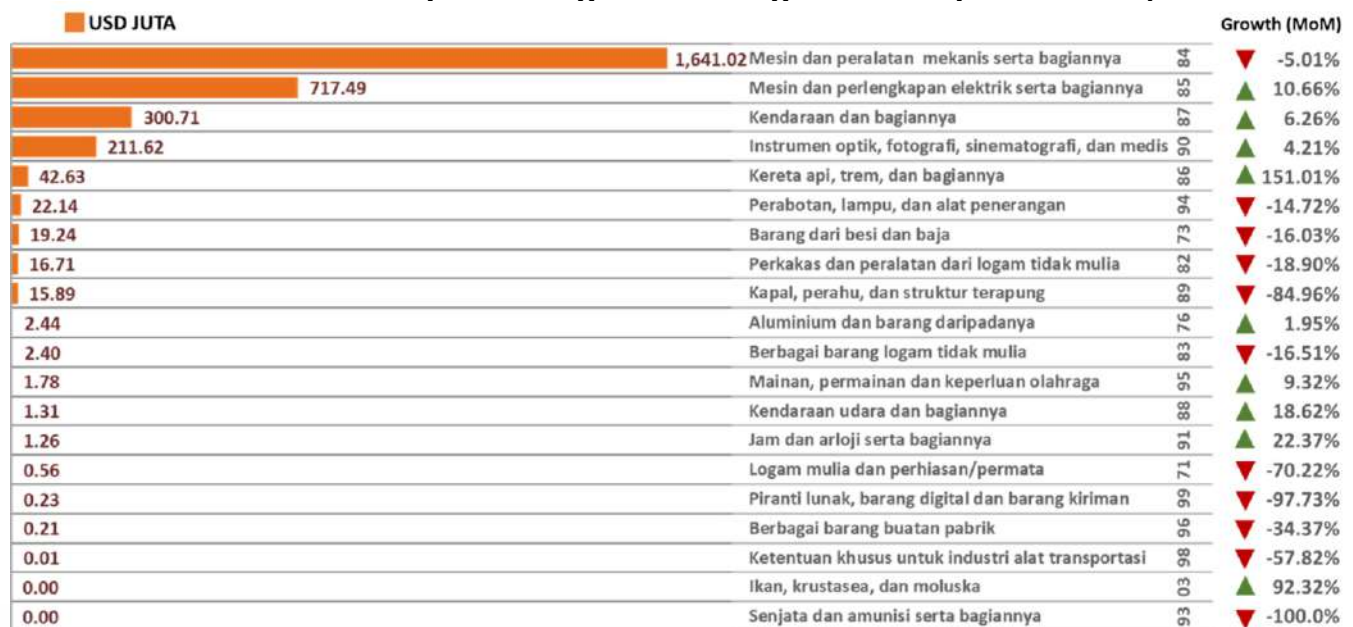 USD JUTA Growth (MoM)
1,641.02 Mesin dan peralatan mekanis serta bagiannya 84 ▼ -5.01%
717.49 Mesin dan perlengkapan elektrik serta bagiannya 85 ▲ 10.66%
300.71 Kendaraan dan bagiannya 87 ▲ 6.26%
211.62 Instrumen optik, fotografi, sinematografi, dan medis 90 ▲ 4.21%
42.63 Kereta api, trem, dan bagiannya 86 ▲ 151.01%
22.14 Perabotan, lampu, dan alat penerangan 94 ▼ -14.72%
19.24 Barang dari besi dan baja 73 ▼ -16.03%
16.71 Perkakas dan peralatan dari logam tidak mulia 82 ▼ -18.90%
15.89 Kapal, perahu, dan struktur terapung 89 ▼ -84.96%
2.44 Aluminium dan barang daripadanya 76 ▲ 1.95%
2.40 Berbagai barang logam tidak mulia 83 ▼ -16.51%
1.78 Mainan, permainan dan keperluan olahraga 95 ▲ 9.32%
1.31 Kendaraan udara dan bagiannya 88 ▲ 18.62%
1.26 Jam dan arloji serta bagiannya 91 ▲ 22.37%
0.56 Logam mulia dan perhiasan/permata 71 ▼ -70.22%
0.23 Piranti lunak, barang digital dan barang kiriman 99 ▼ -97.73%
0.21 Berbagai barang buatan pabrik 96 ▼ -34.37%
0.01 Ketentuan khusus untuk industri alat transportasi 98 ▼ -57.82%
0.00 Ikan, krustasea, dan moluska 03 ▲ 92.32%
0.00 Senjata dan amunisi serta bagiannya 93 ▼ -100.0%